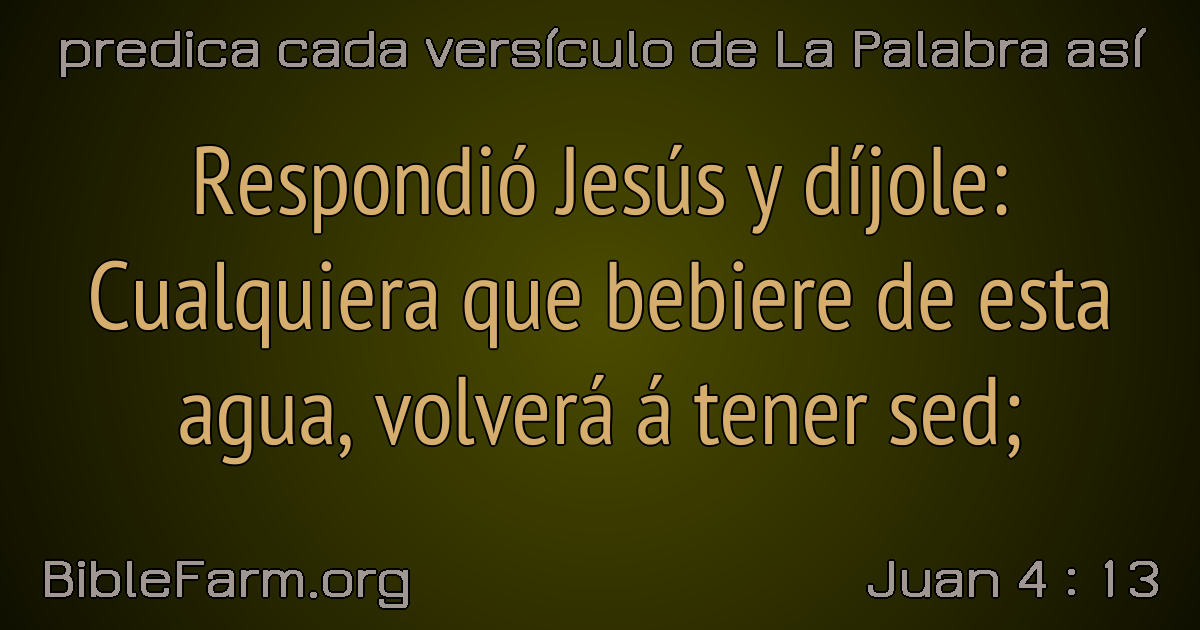 predica cada versículo de La Palabra así
Respondió Jesús y díjole:
Cualquiera que bebiere de esta
agua, volverá á tener sed;
BibleFarm.org
Juan 4 : 13